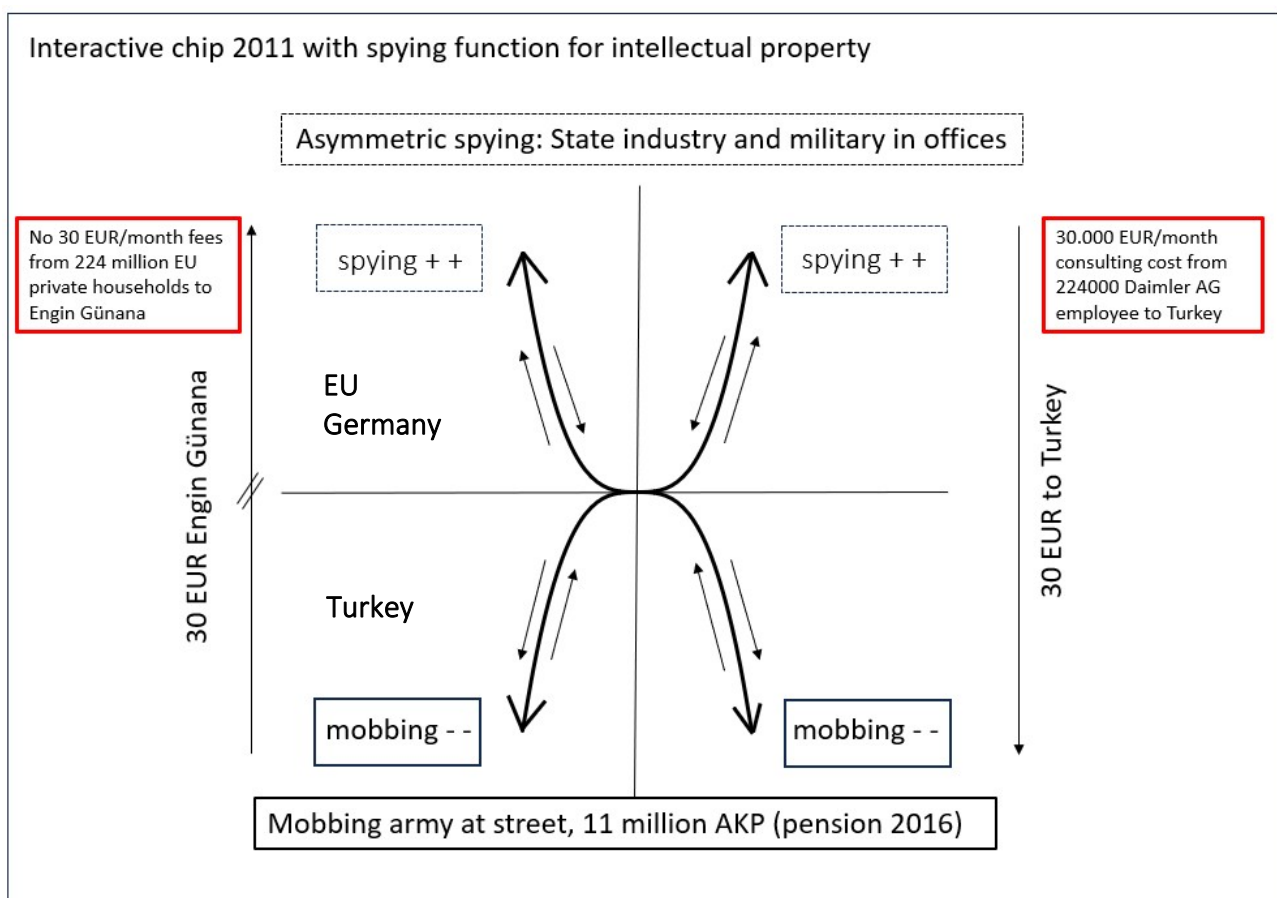 Interactive chip 2011 with spying function for intellectual property
Asymmetric spying: State industry and military in offices
No 30 EUR/month fees
from 224 million EU
private households to
Engin Günana
spying + +
spying + +
30.000 EUR/month
consulting cost from
224000 Daimler AG
employee to Turkey
EU
Germany
30 EUR Engin Günana
30 EUR to Turkey
Turkey
mobbing - -
mobbing - -
Mobbing army at street, 11 million AKP (pension 2016)